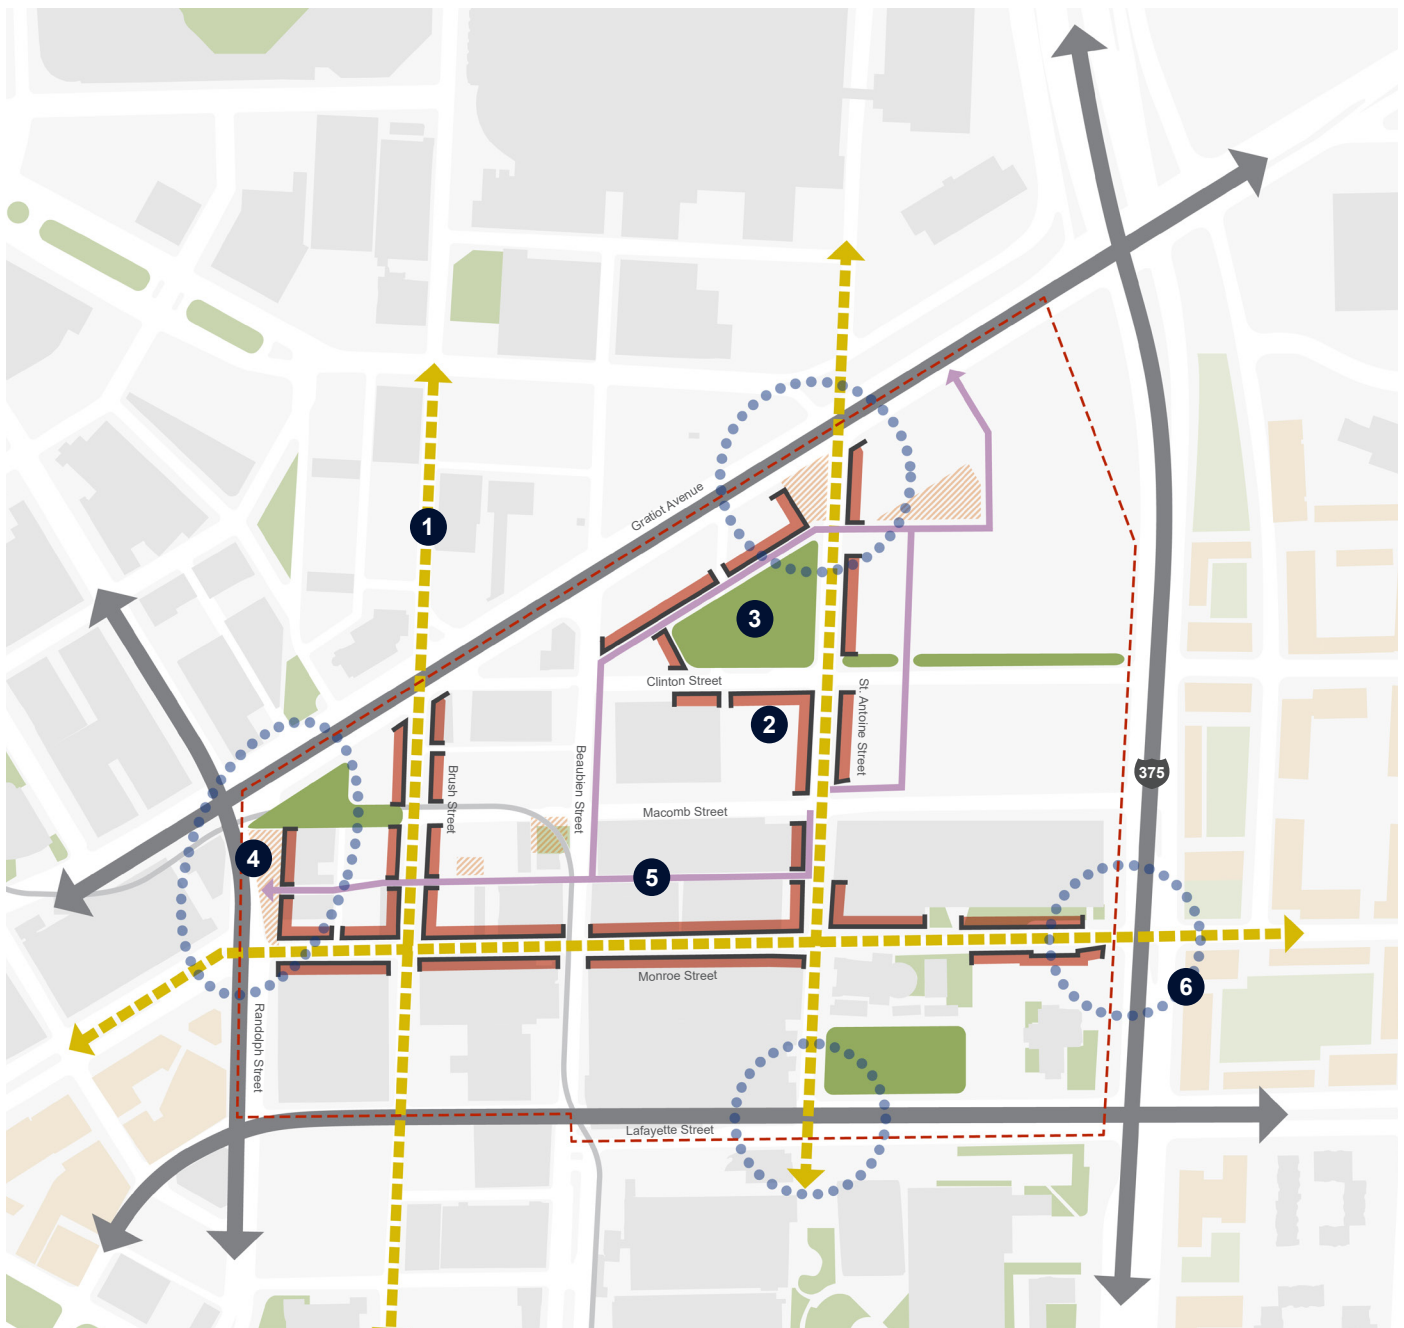 1
Gratiot Avenue
3
Clinton Street
2
St. Antoine Street
Beaubien Street
Brush Street
375
Macomb Street
4
5
Monroe Street
6
Randolph Street
Lafayette Street